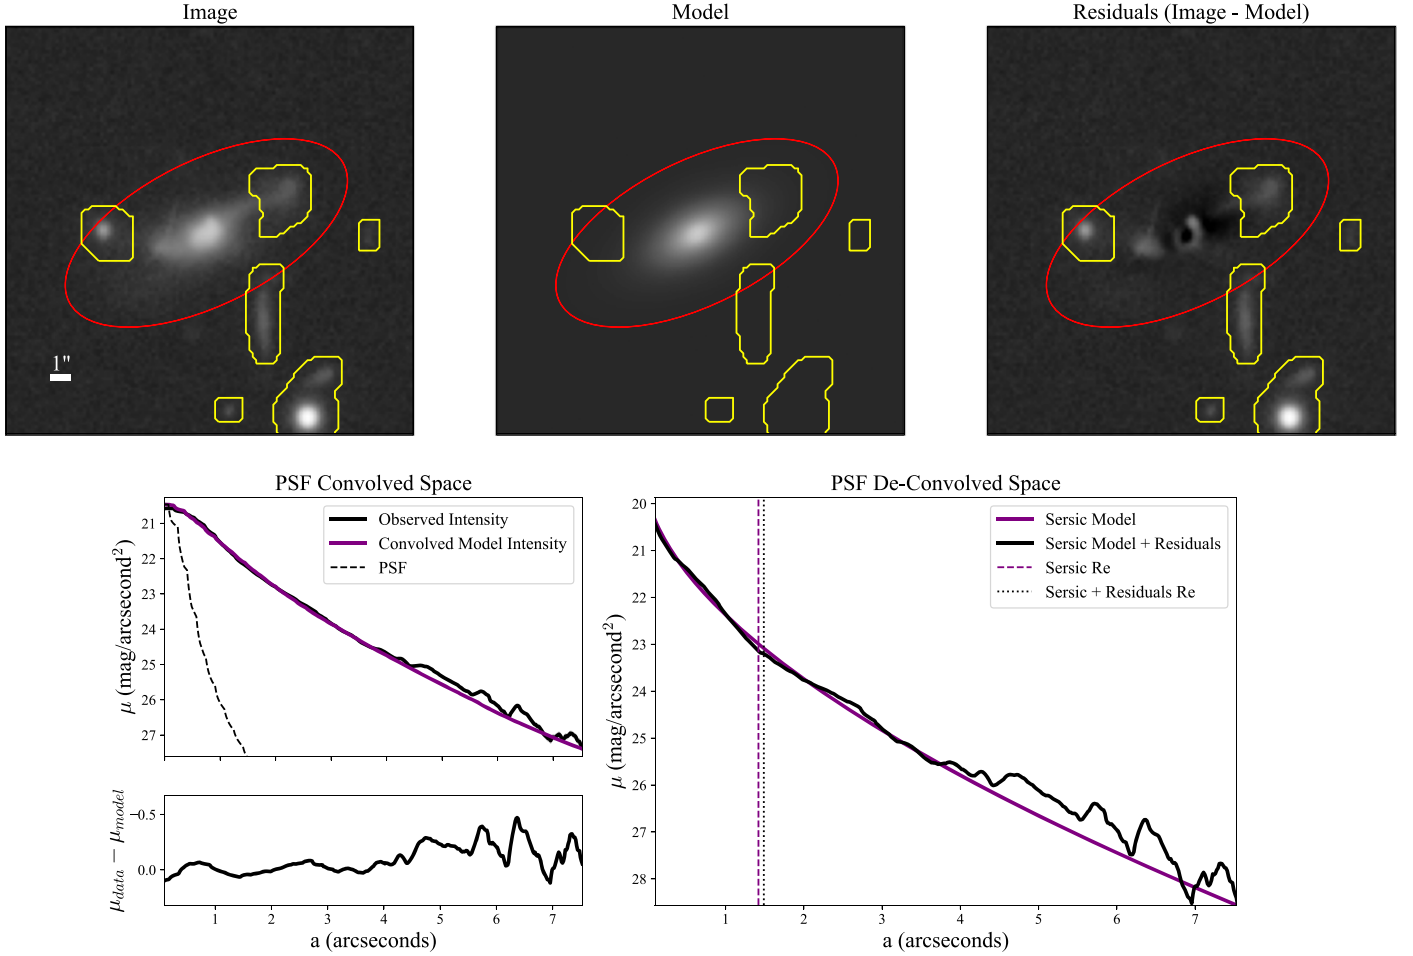 Image
Model
Residuals (Image - Model)
1"
PSF Convolved Space
PSF De-Convolved Space
μ (mag/arcsecond²)
21
22
23
24
25
26
27
Observed Intensity
Convolved Model Intensity
PSF
μ_data − μ_model
−0.5
0.0
1 2 3 4 5 6 7
a (arcseconds)
μ (mag/arcsecond²)
20
21
22
23
24
25
26
27
28
Sersic Model
Sersic Model + Residuals
Sersic Re
Sersic + Residuals Re
1 2 3 4 5 6 7
a (arcseconds)